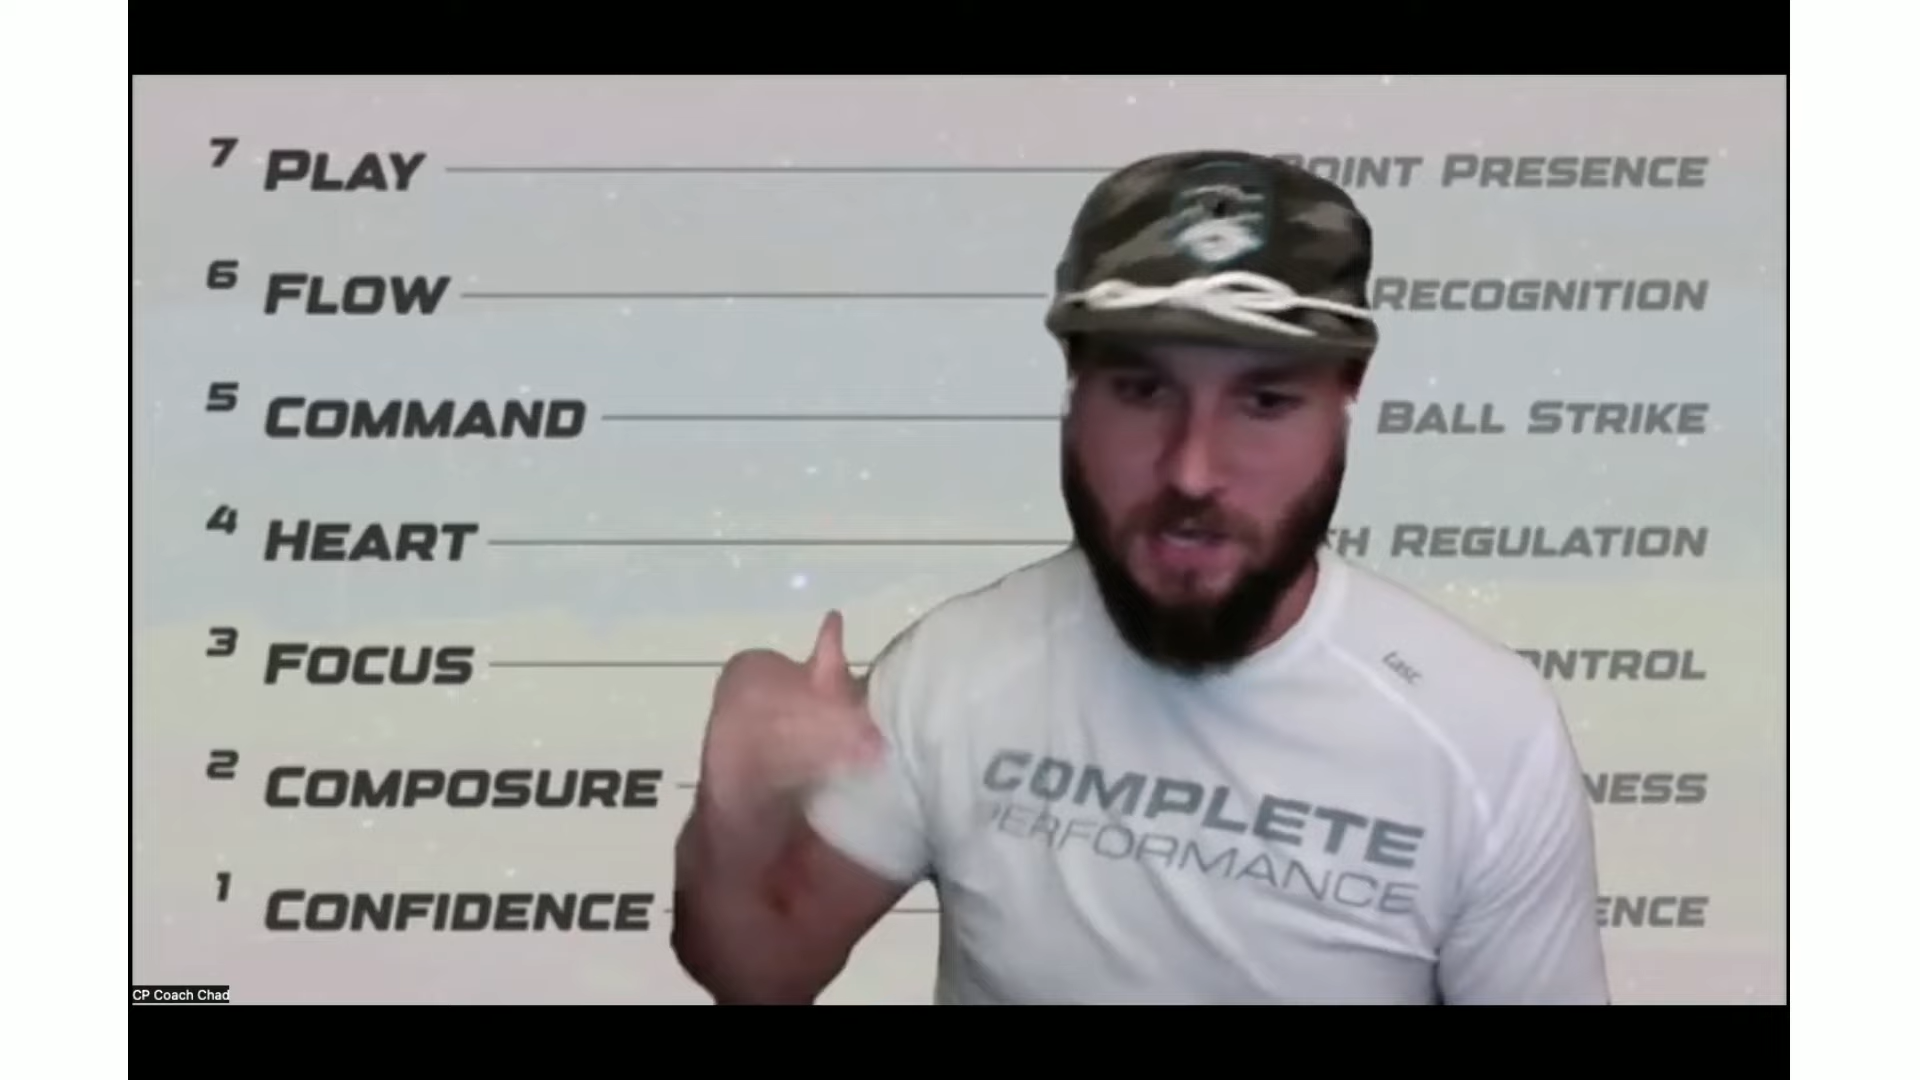 7 PLAY POINT PRESENCE
6 FLOW RECOGNITION
5 COMMAND BALL STRIKE
4 HEART REGULATION
3 FOCUS
2 COMPOSURE
1 CONFIDENCE
Lasc
COMPLETE
PERFORMANCE
CP Coach Chad